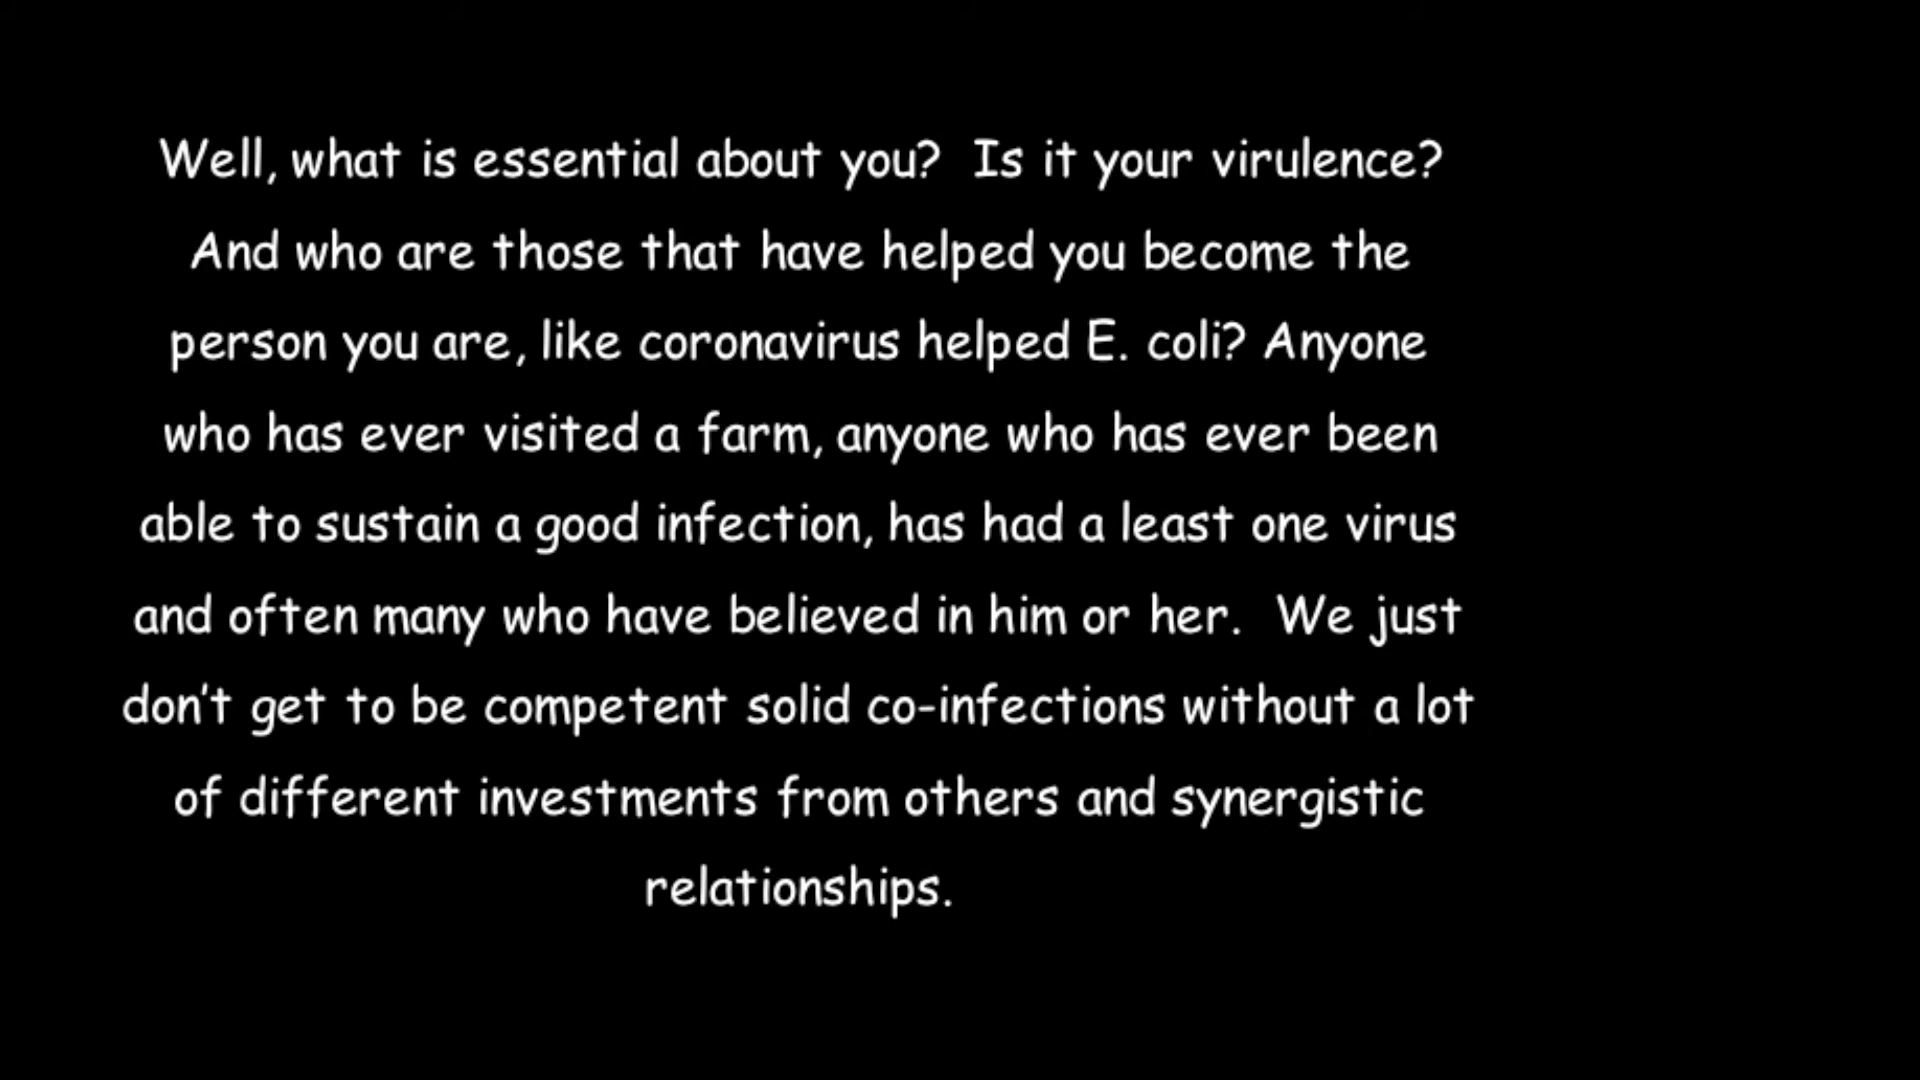 Well, what is essential about you?  Is it your virulence?
And who are those that have helped you become the
person you are, like coronavirus helped E. coli? Anyone
who has ever visited a farm, anyone who has ever been
able to sustain a good infection, has had a least one virus
and often many who have believed in him or her.  We just
don't get to be competent solid co-infections without a lot
of different investments from others and synergistic
relationships.